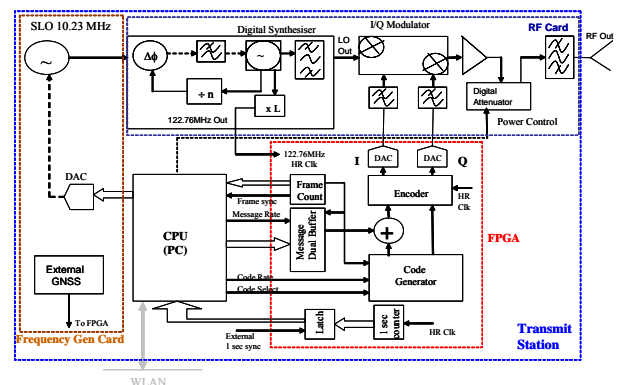 SLO 10.23 MHz
Digital Synthesiser
I/Q Modulator
RF Card
RF Out
LO
Out
Δϕ
~
~
÷ n
x L
122.76MHz Out
Digital
Attenuator
Power Control
122.76MHz
HR Clk
I
DAC
DAC
Q
DAC
Frame
Count
Frame sync
Encoder
HR
Clk
Message Rate
CPU
(PC)
Message
Dual Buffer
+
FPGA
External
GNSS
Code Rate
Code Select
Code
Generator
To FPGA
External
1 sec sync
Latch
1 sec
counter
HR Clk
Transmit
Station
Frequency Gen Card
WLAN